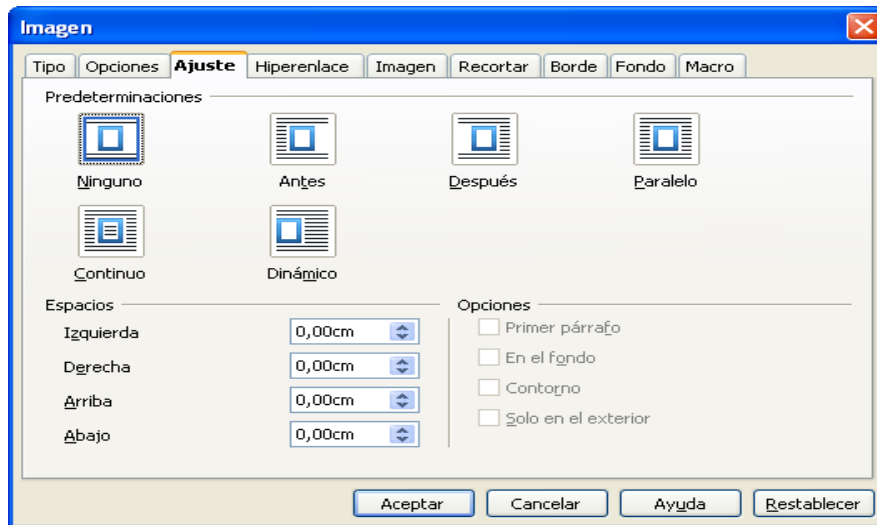 Imagen
Tipo Opciones Ajuste Hiperenlace Imagen Recortar Borde Fondo Macro
Predeterminaciones
Ninguno Antes Después Paralelo
Continuo Dinámico
Espacios Opciones
Izquierda 0,00cm Primer párrafo
Derecha 0,00cm En el fondo
Arriba 0,00cm Contorno
Abajo 0,00cm Solo en el exterior
Aceptar Cancelar Ayuda Restablecer